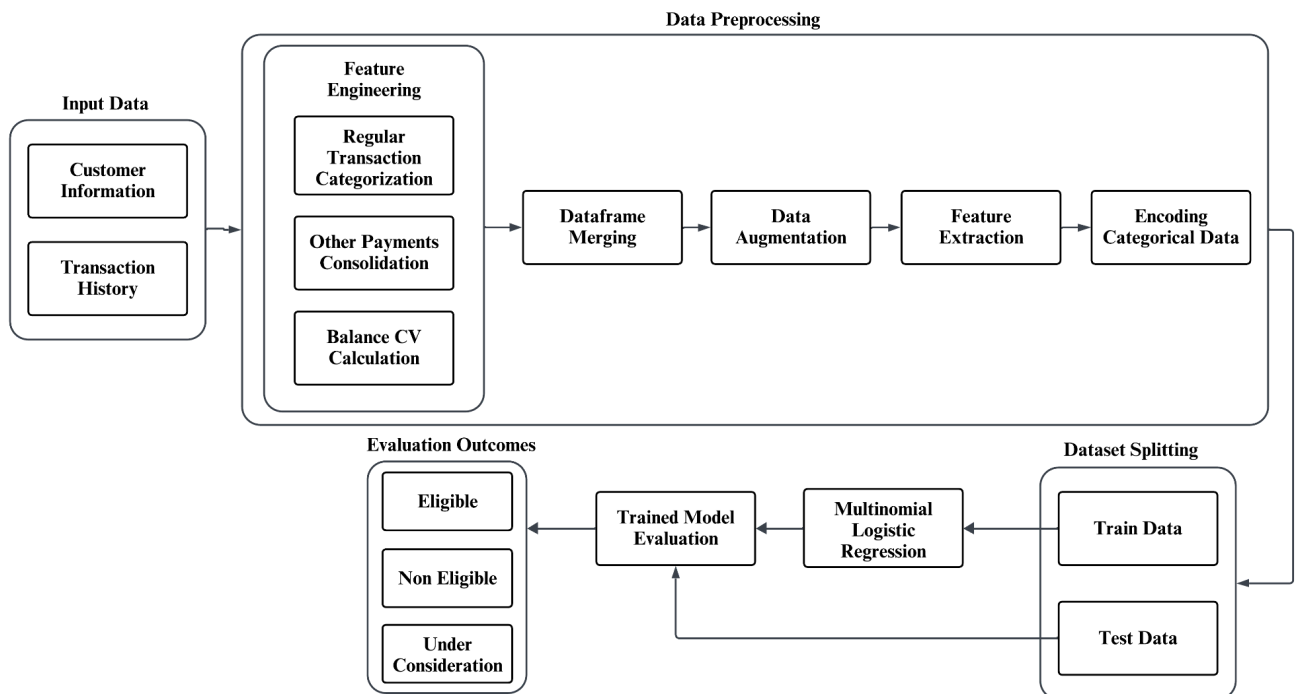 Data Preprocessing
Input Data
Customer
Information
Transaction
History
Feature
Engineering
Regular
Transaction
Categorization
Other Payments
Consolidation
Balance CV
Calculation
Dataframe
Merging
Data
Augmentation
Feature
Extraction
Encoding
Categorical Data
Dataset Splitting
Train Data
Test Data
Multinomial
Logistic
Regression
Trained Model
Evaluation
Evaluation Outcomes
Eligible
Non Eligible
Under
Consideration